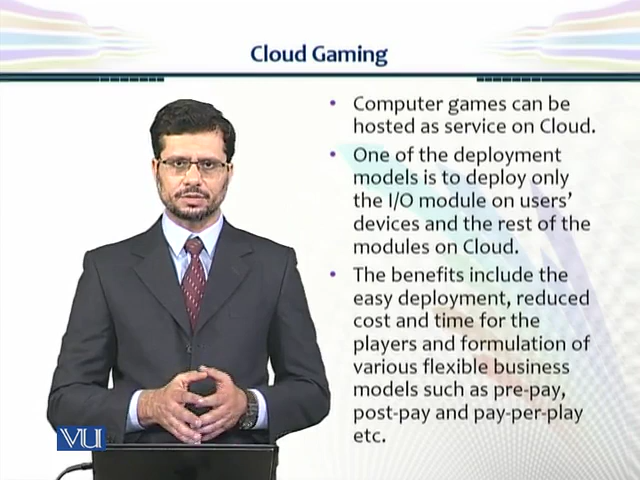 Cloud Gaming
• Computer games can be
hosted as service on Cloud.
• One of the deployment
models is to deploy only
the I/O module on users'
devices and the rest of the
modules on Cloud.
• The benefits include the
easy deployment, reduced
cost and time for the
players and formulation of
various flexible business
models such as pre-pay,
post-pay and pay-per-play
etc.
VU